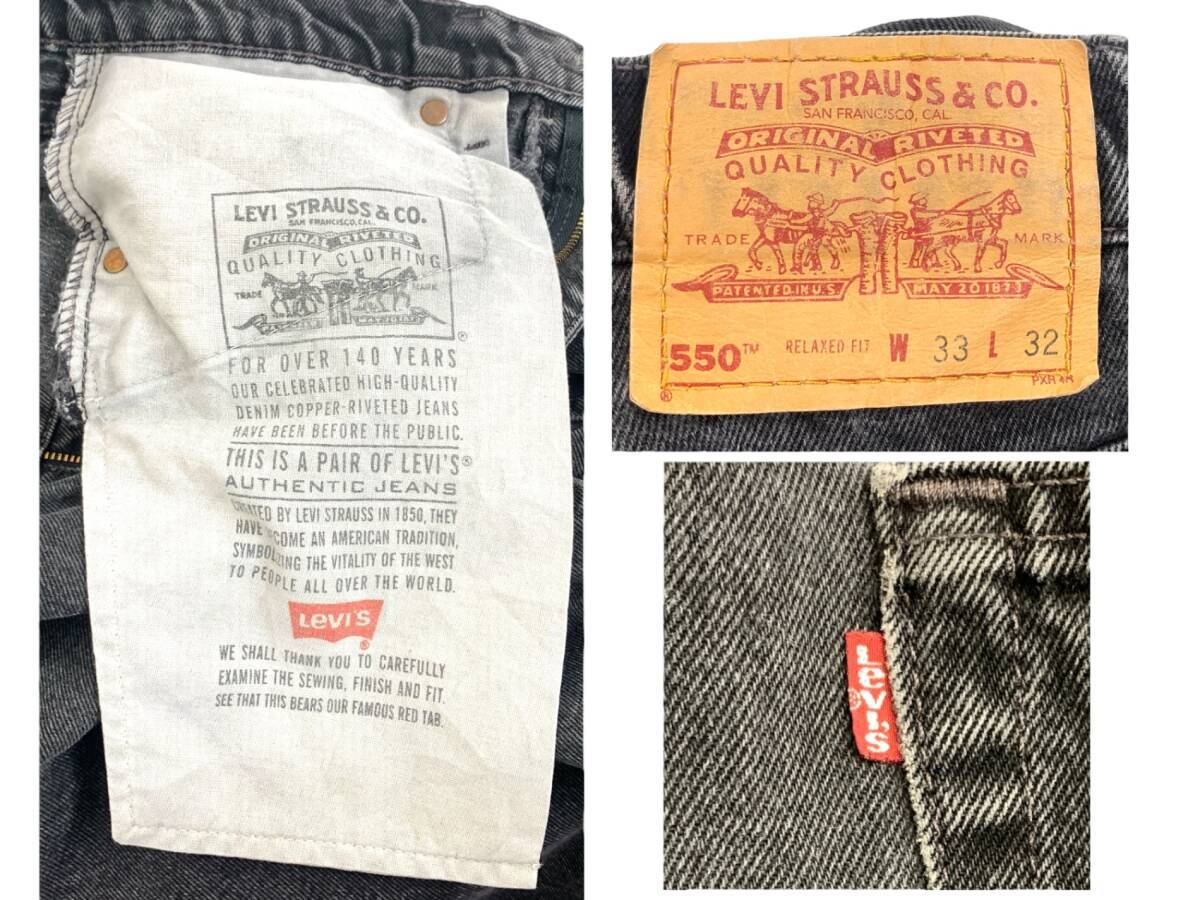 LEVI STRAUSS & CO.
SAN FRANCISCO, CAL.
ORIGINAL RIVETED
QUALITY CLOTHING
TRADE MARK
FOR OVER 140 YEARS
OUR CELEBRATED HIGH-QUALITY
DENIM COPPER-RIVETED JEANS
HAVE BEEN BEFORE THE PUBLIC.
THIS IS A PAIR OF LEVI'S®
AUTHENTIC JEANS
BY LEVI STRAUSS IN 1850, THEY
HAVE AN AMERICAN TRADITION,
THE VITALITY OF THE WEST
TO PEOPLE ALL OVER THE WORLD.
LEVI'S
®
WE SHALL THANK YOU TO CAREFULLY
EXAMINE THE SEWING, FINISH AND FIT.
SEE THAT THIS BEARS OUR FAMOUS RED TAB.
LEVI STRAUSS & CO.
SAN FRANCISCO, CAL
ORIGINAL RIVETED
QUALITY CLOTHING
TRADE MARK
PATENTED IN U.S. MAY 20 1873
550™ RELAXED FIT W 33 L 32
®
Levi's
®